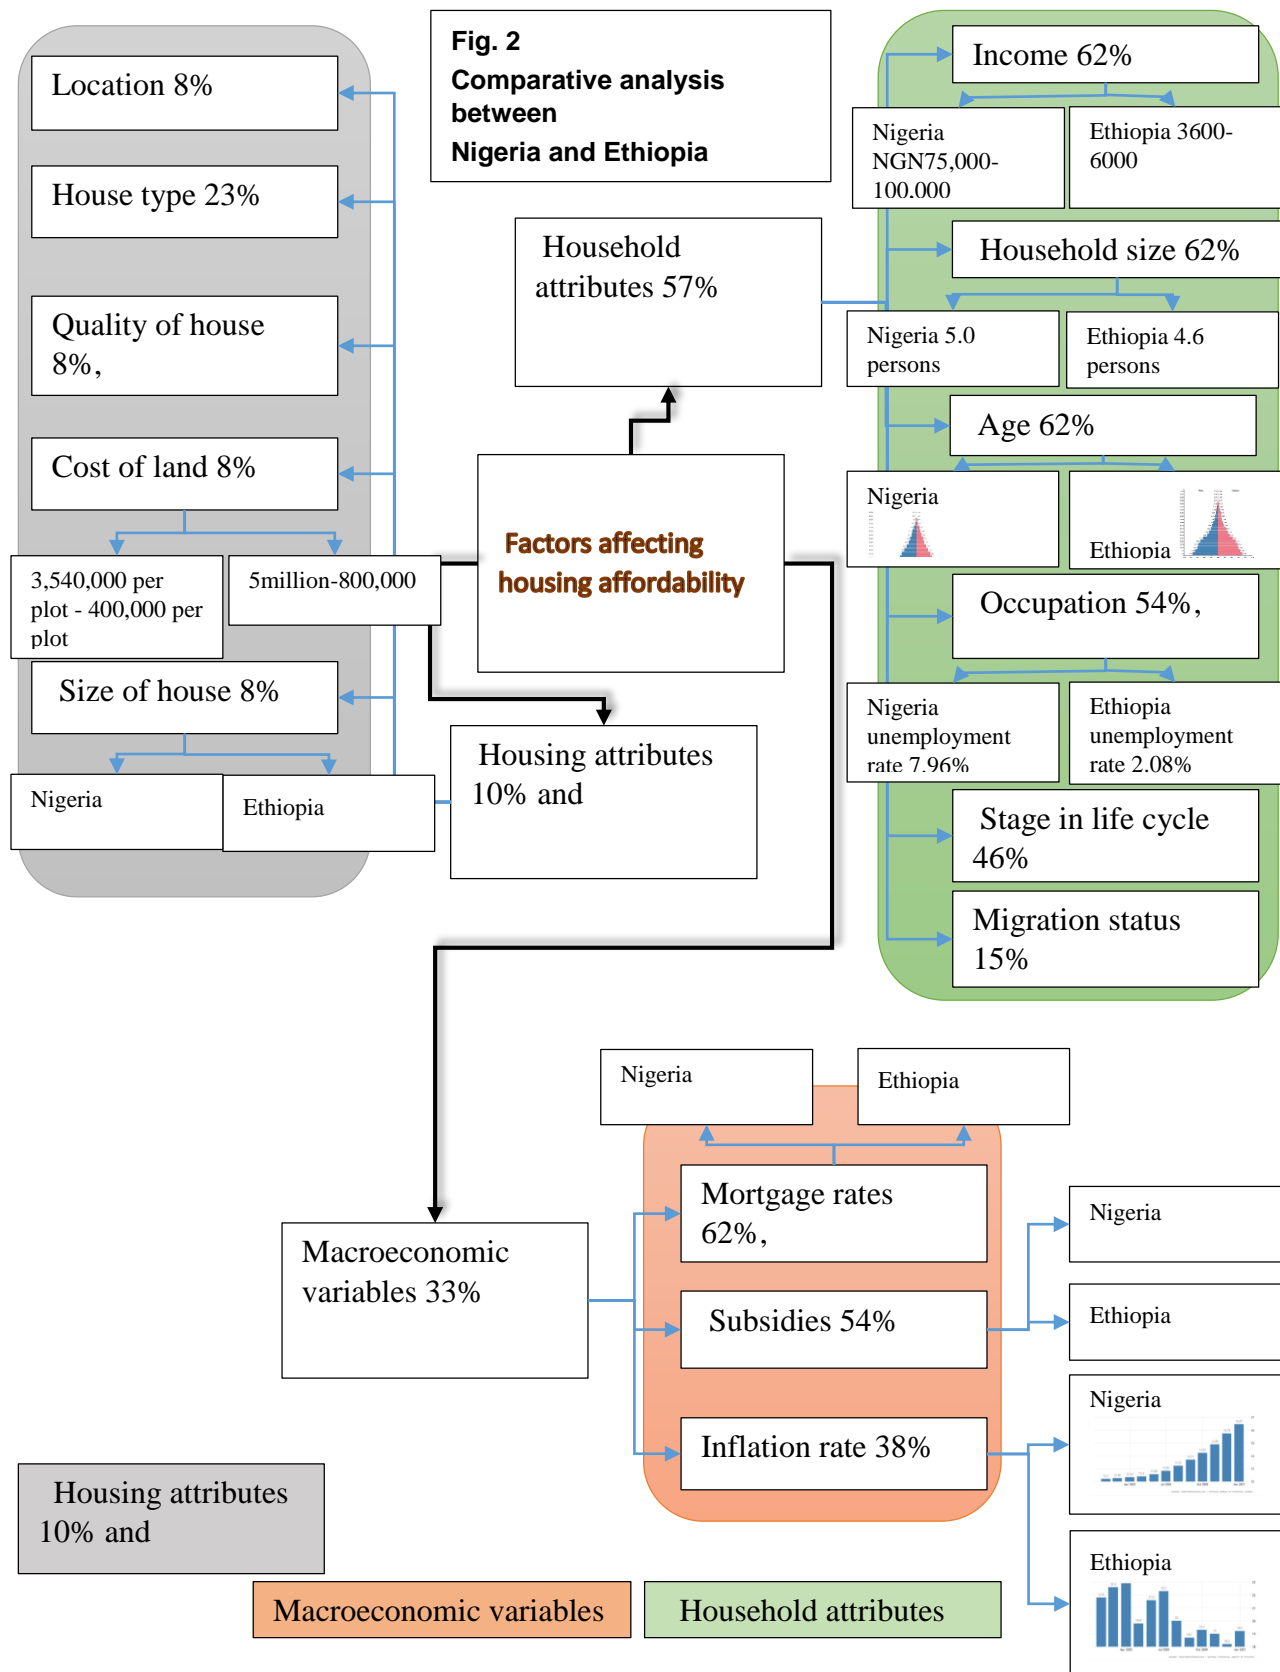 Fig. 2
Comparative analysis
between
Nigeria and Ethiopia
Location 8%
House type 23%
Quality of house
8%,
Cost of land 8%
3,540,000 per
plot - 400,000 per
plot
5million-800,000
Size of house 8%
Nigeria
Ethiopia
Household
attributes 57%
Factors affecting
housing affordability
Housing attributes
10% and
Income 62%
Nigeria
NGN75,000-
100,000
Ethiopia 3600-
6000
Household size 62%
Nigeria 5.0
persons
Ethiopia 4.6
persons
Age 62%
Nigeria
Ethiopia
Occupation 54%,
Nigeria
unemployment
rate 7.96%
Ethiopia
unemployment
rate 2.08%
Stage in life cycle
46%
Migration status
15%
Macroeconomic
variables 33%
Nigeria
Ethiopia
Mortgage rates
62%,
Subsidies 54%
Inflation rate 38%
Nigeria
Ethiopia
Nigeria
Ethiopia
Housing attributes
10% and
Macroeconomic variables
Household attributes